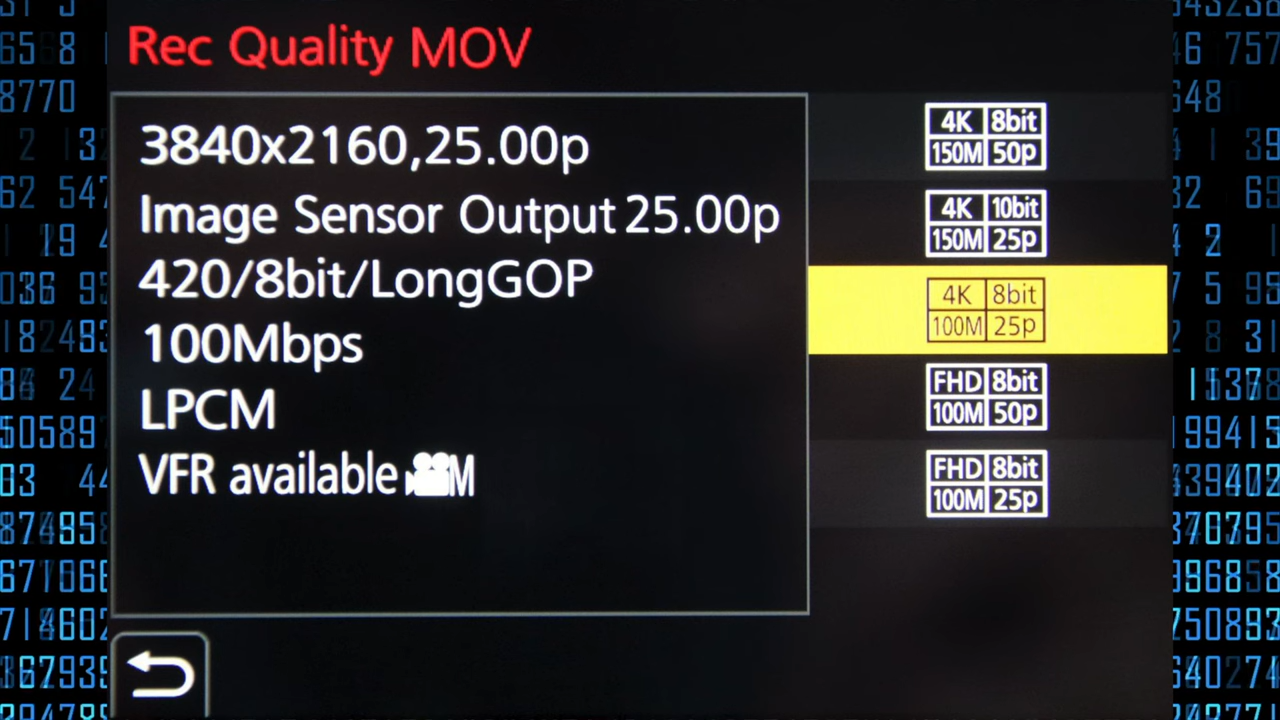 Rec Quality MOV
3840x2160,25.00p
Image Sensor Output 25.00p
420/8bit/LongGOP
100Mbps
LPCM
VFR available M
4K 8bit
150M 50p
4K 10bit
150M 25p
4K 8bit
100M 25p
FHD 8bit
100M 50p
FHD 8bit
100M 25p